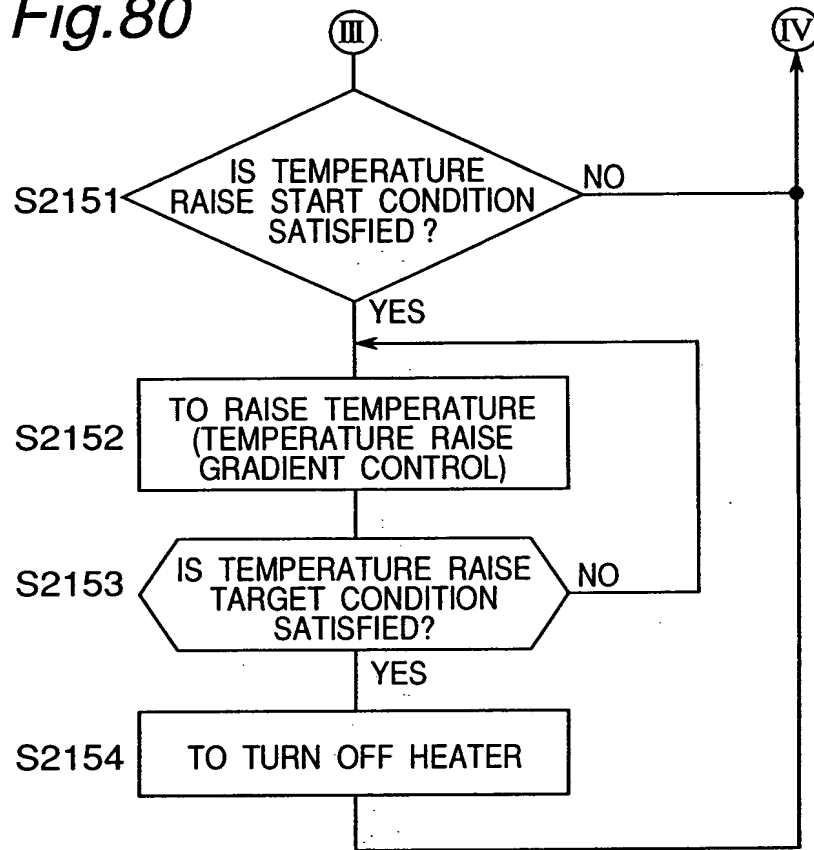 Fig.80
III
IV
IS TEMPERATURE
RAISE START CONDITION
SATISFIED ?
S2151
NO
YES
TO RAISE TEMPERATURE
(TEMPERATURE RAISE
GRADIENT CONTROL)
S2152
IS TEMPERATURE RAISE
TARGET CONDITION
SATISFIED?
S2153
NO
YES
S2154
TO TURN OFF HEATER